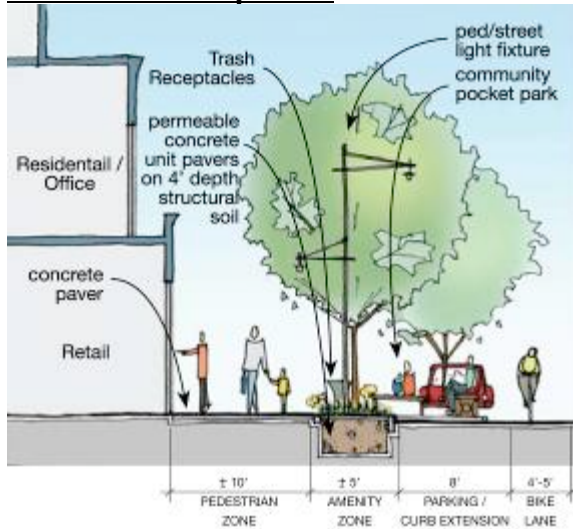 ped/street
light fixture
community
pocket park
Trash
Receptacles
permeable
concrete
unit pavers
on 4' depth
structural
soil
Residentail /
Office
concrete
paver
Retail
± 10'
PEDESTRIAN
ZONE
± 5'
AMENITY
ZONE
8'
PARKING /
CURB EXTENSION
4'-5'
BIKE
LANE